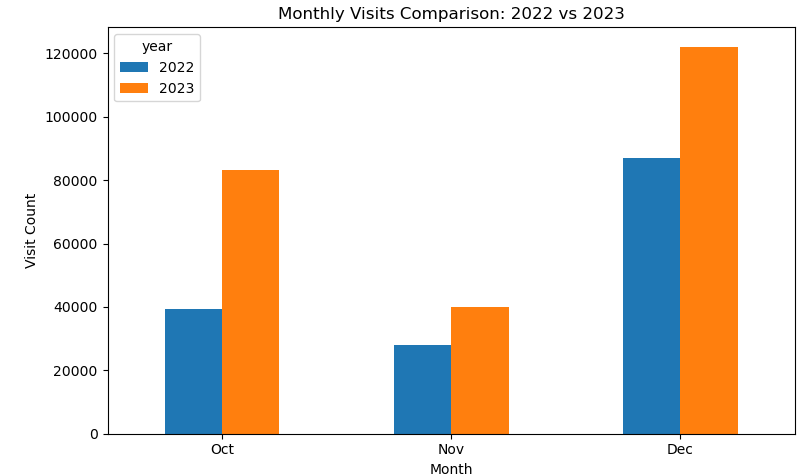 Monthly Visits Comparison: 2022 vs 2023
year
2022
2023
120000
100000
80000
60000
40000
20000
0
Visit Count
Oct
Nov
Dec
Month